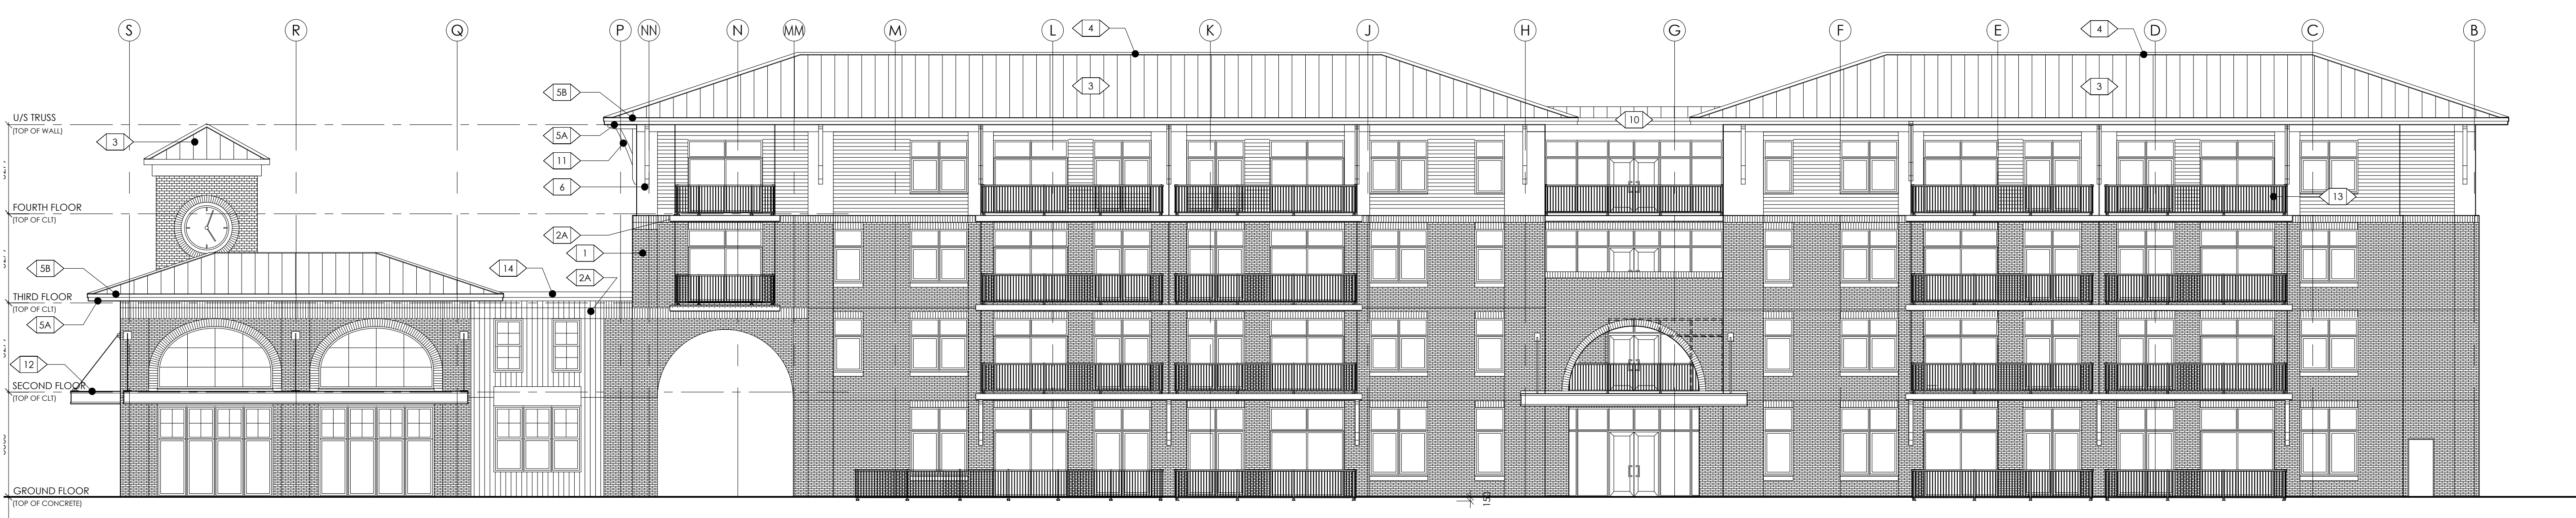 S R Q P NN N MM M L K J H G F E D C B
4 4
5B 3 3
U/S TRUSS
(TOP OF WALL)
3 5A 10
11
6 13
FOURTH FLOOR
(TOP OF CLT)
2A
1
5B 14 2A
THIRD FLOOR
(TOP OF CLT)
5A
12
SECOND FLOOR
(TOP OF CLT)
GROUND FLOOR
(TOP OF CONCRETE)
150